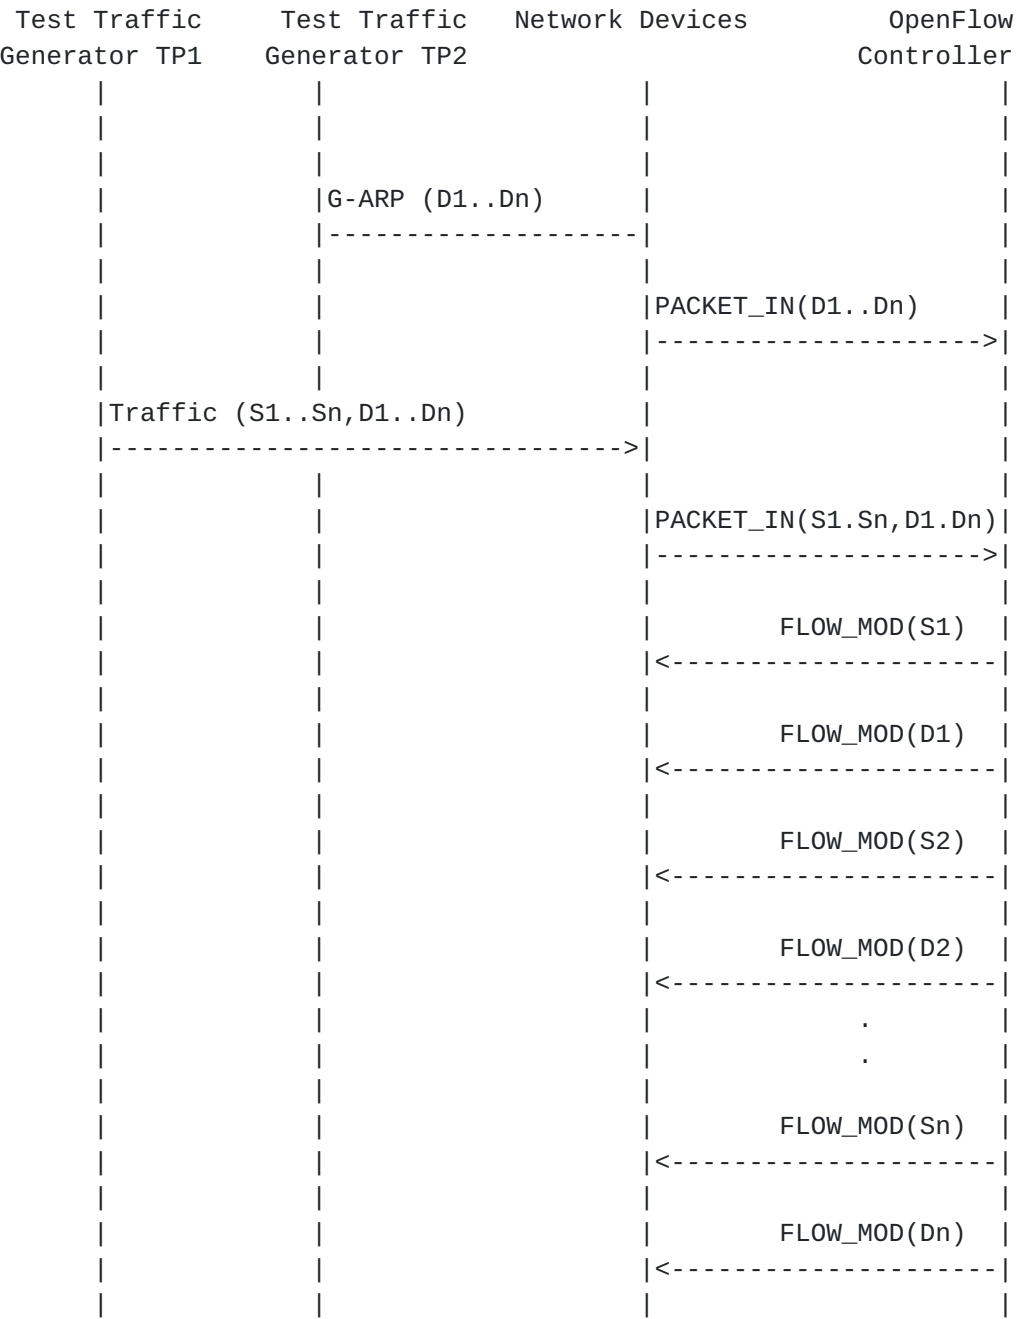 Test Traffic Test Traffic Network Devices OpenFlow
Generator TP1 Generator TP2 Controller
G-ARP (D1..Dn)
PACKET_IN(D1..Dn)
Traffic (S1..Sn,D1..Dn)
PACKET_IN(S1.Sn,D1.Dn)
FLOW_MOD(S1)
FLOW_MOD(D1)
FLOW_MOD(S2)
FLOW_MOD(D2)
.
.
FLOW_MOD(Sn)
FLOW_MOD(Dn)